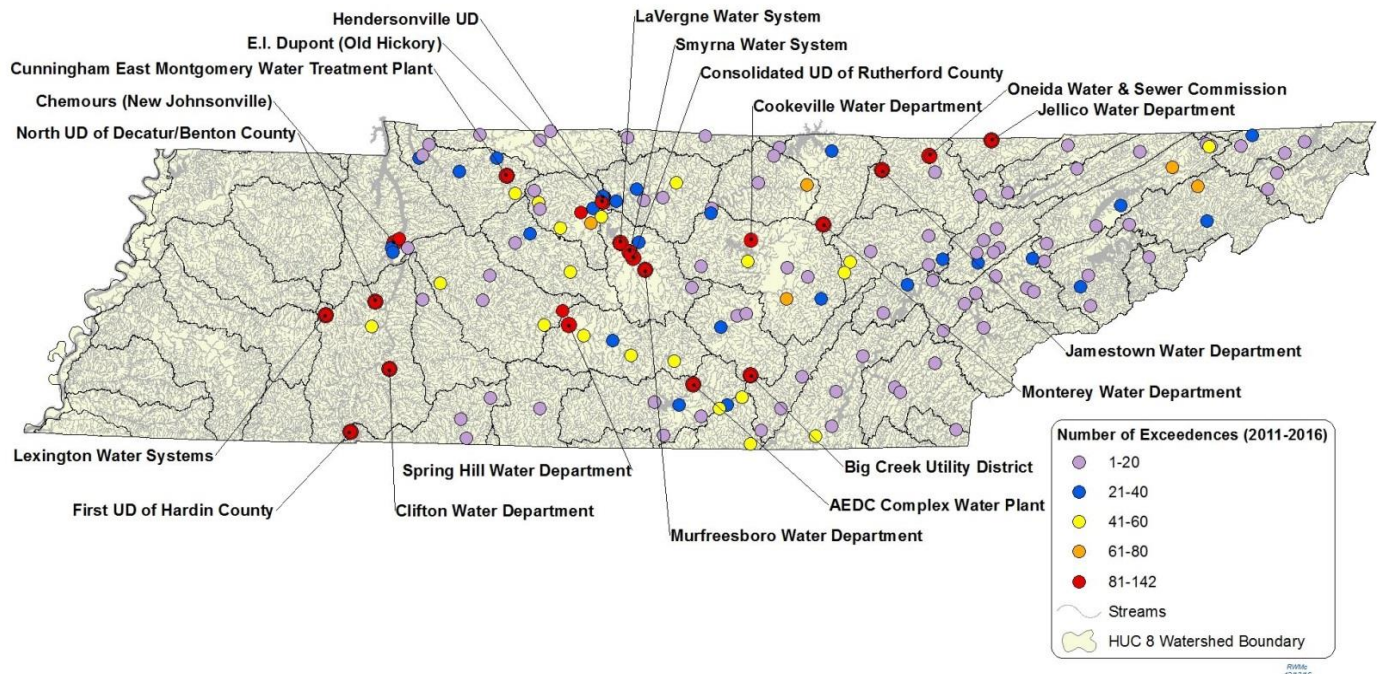 Hendersonville UD
LaVergne Water System
E.I. Dupont (Old Hickory)
Smyrna Water System
Cunningham East Montgomery Water Treatment Plant
Consolidated UD of Rutherford County
Chemours (New Johnsonville)
Cookeville Water Department
Oneida Water & Sewer Commission
Jellico Water Department
North UD of Decatur/Benton County
Jamestown Water Department
Monterey Water Department
Lexington Water Systems
Spring Hill Water Department
Big Creek Utility District
First UD of Hardin County
Clifton Water Department
AEDC Complex Water Plant
Murfreesboro Water Department
Number of Exceedences (2011-2016)
1-20
21-40
41-60
61-80
81-142
Streams
HUC 8 Watershed Boundary